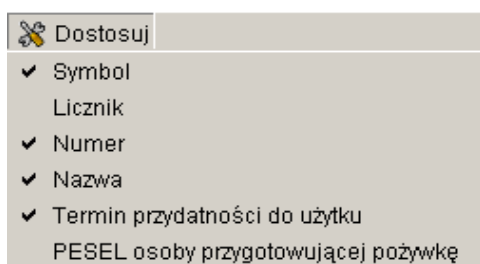 Dostosuj
Symbol
Licznik
Numer
Nazwa
Termin przydatności do użytku
PESEL osoby przygotowującej pożywkę